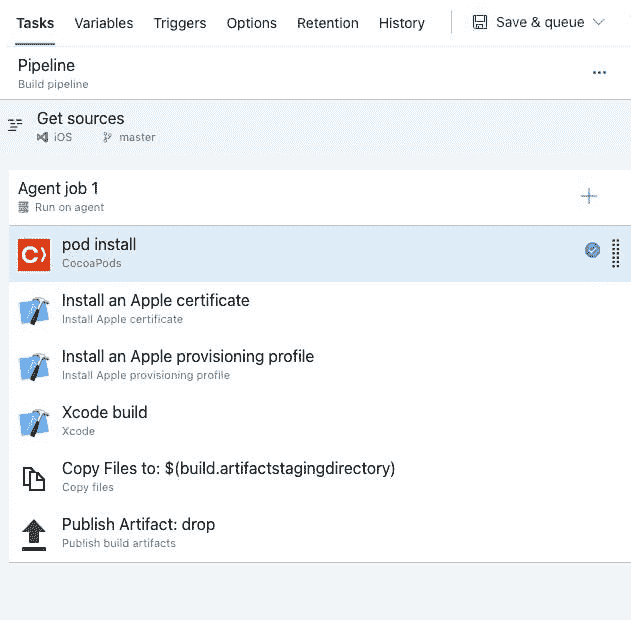 Tasks Variables Triggers Options Retention History Save & queue
Pipeline
Build pipeline
Get sources
iOS master
Agent job 1
Run on agent
pod install
CocoaPods
Install an Apple certificate
Install Apple certificate
Install an Apple provisioning profile
Install Apple provisioning profile
Xcode build
Xcode
Copy Files to: $(build.artifactstagingdirectory)
Copy files
Publish Artifact: drop
Publish build artifacts